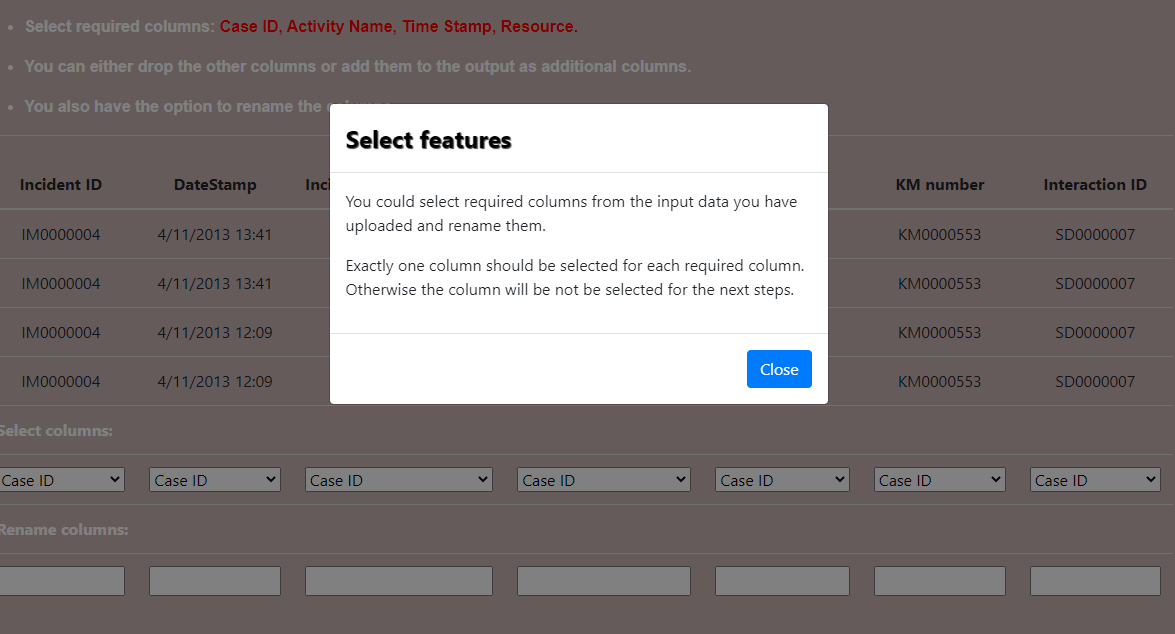 Select required columns: Case ID, Activity Name, Time Stamp, Resource.
You can either drop the other columns or add them to the output as additional columns.
You also have the option to rename the
Select features
You could select required columns from the input data you have
uploaded and rename them.
Exactly one column should be selected for each required column.
Otherwise the column will be not be selected for the next steps.
Close
Incident ID DateStamp KM number Interaction ID
IM0000004 4/11/2013 13:41 KM0000553 SD0000007
IM0000004 4/11/2013 13:41 KM0000553 SD0000007
IM0000004 4/11/2013 12:09 KM0000553 SD0000007
IM0000004 4/11/2013 12:09 KM0000553 SD0000007
Select columns:
Case ID Case ID Case ID Case ID Case ID Case ID Case ID
Rename columns: